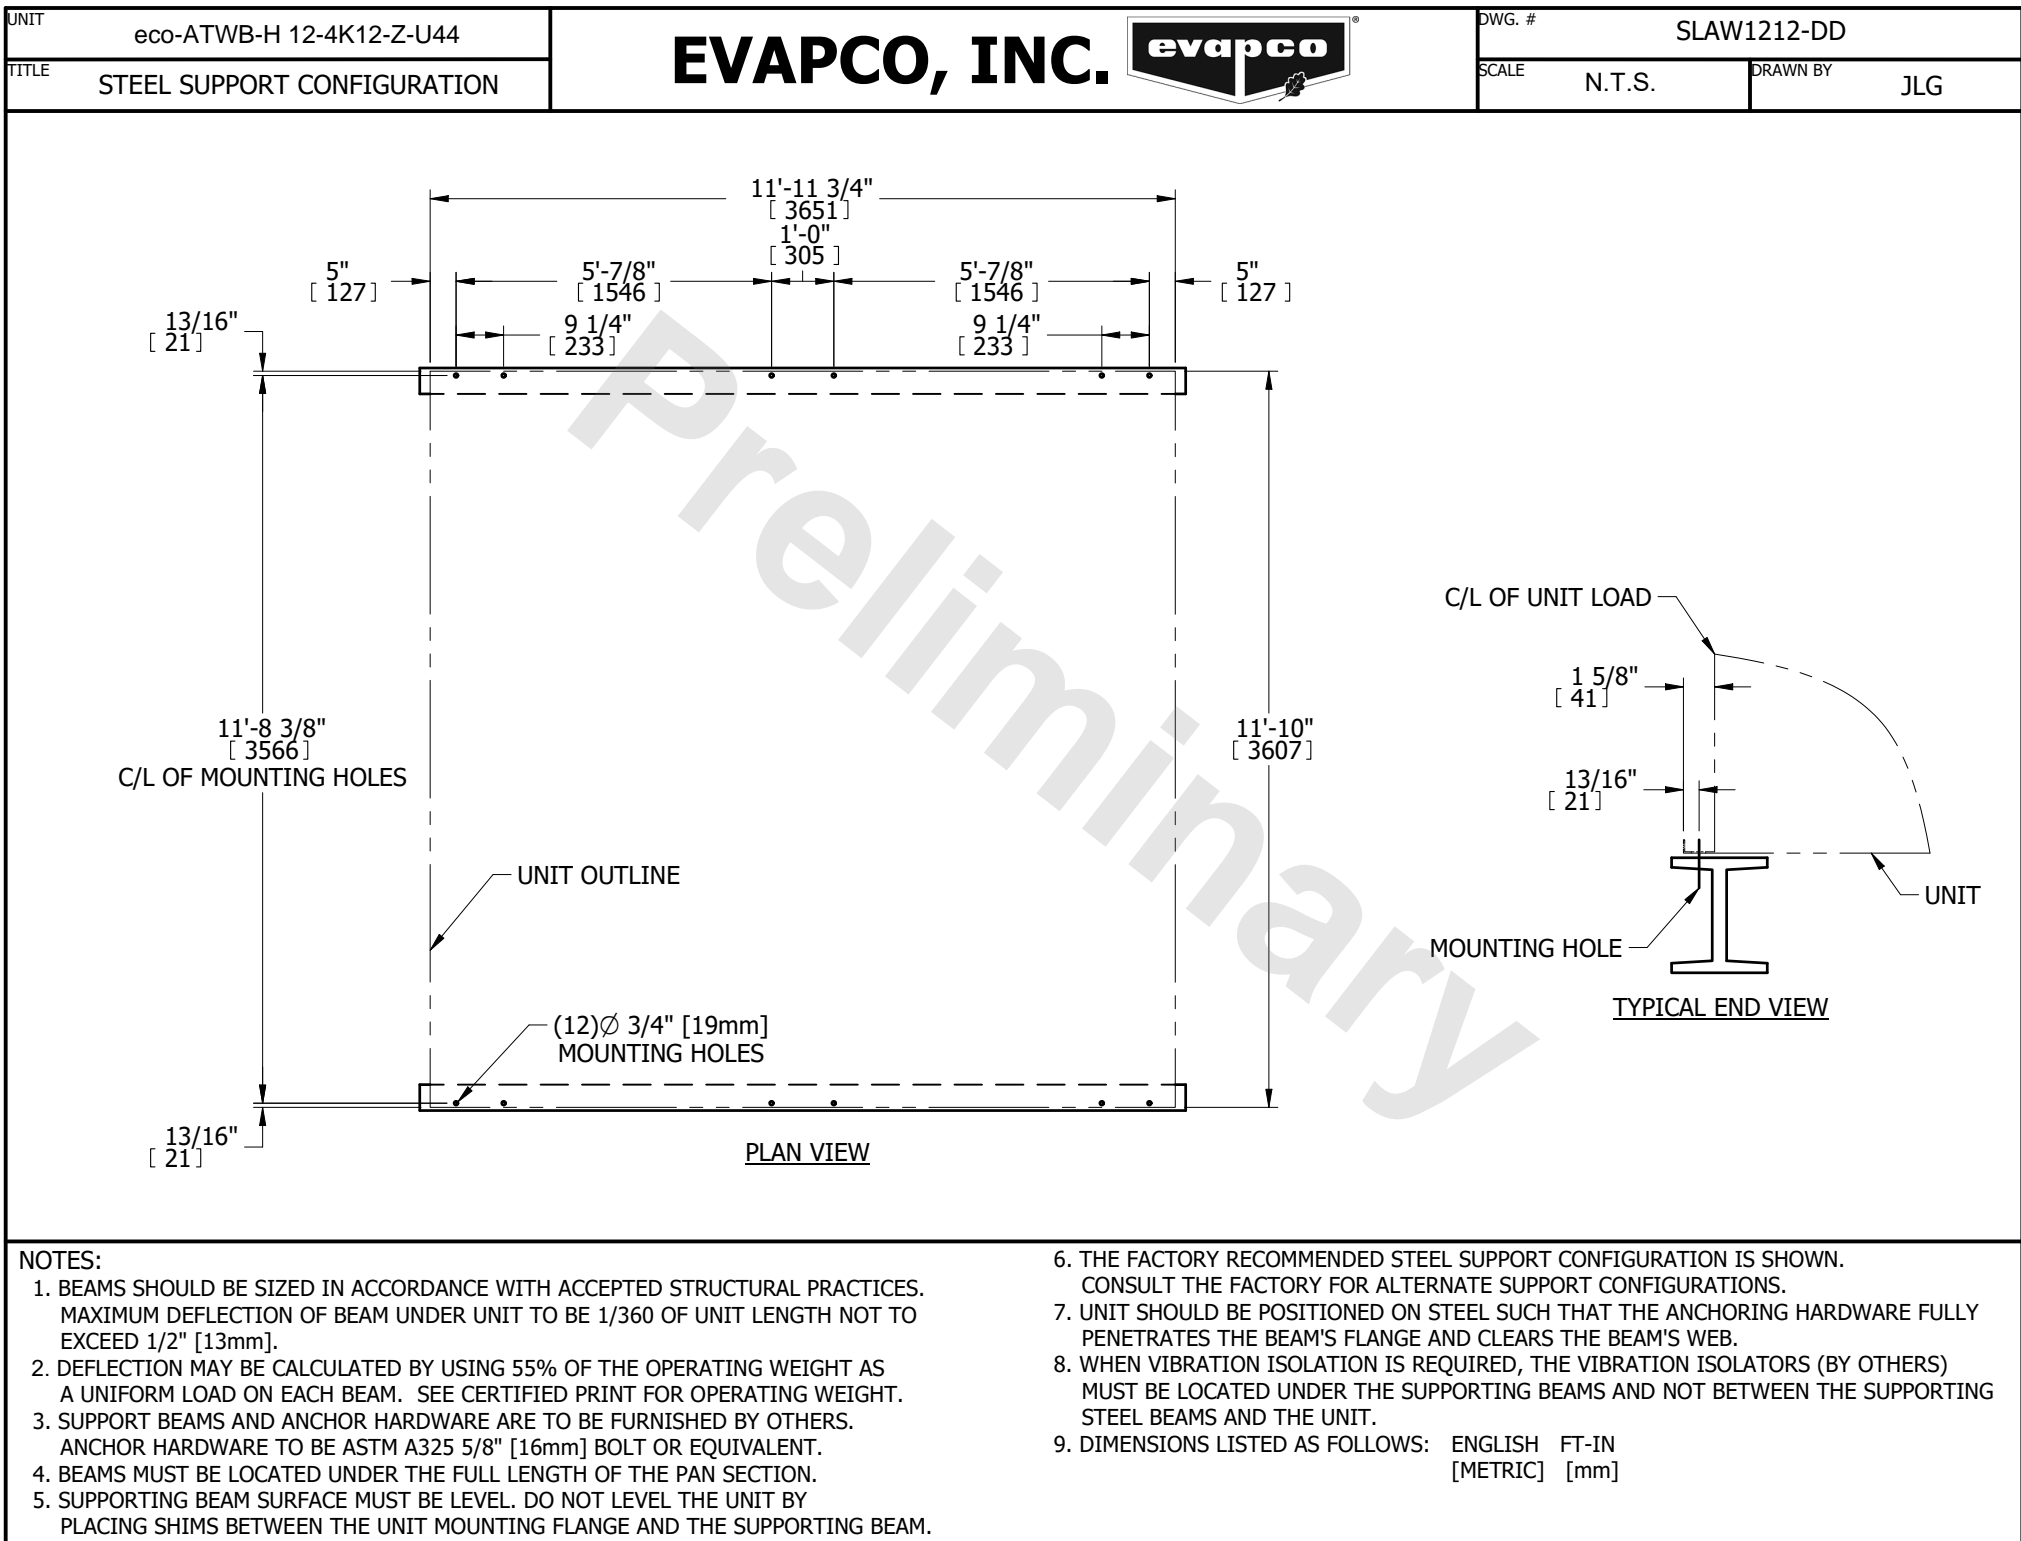 UNIT
eco-ATWB-H 12-4K12-Z-U44
TITLE
STEEL SUPPORT CONFIGURATION
EVAPCO, INC.
evapco
®
DWG. #
SLAW1212-DD
SCALE
N.T.S.
DRAWN BY
JLG
11'-11 3/4"
[ 3651]
1'-0"
[ 305 ]
5"
[ 127]
5'-7/8"
[ 1546 ]
5'-7/8"
[ 1546 ]
5"
[ 127 ]
13/16"
[ 21]
9 1/4"
[ 233]
9 1/4"
[ 233 ]
Preliminary
C/L OF UNIT LOAD
1 5/8"
[ 41]
11'-8 3/8"
[ 3566]
C/L OF MOUNTING HOLES
11'-10"
[ 3607]
13/16"
[ 21]
UNIT OUTLINE
UNIT
MOUNTING HOLE
TYPICAL END VIEW
(12)∅ 3/4" [19mm]
MOUNTING HOLES
13/16"
[ 21]
PLAN VIEW
NOTES:
1. BEAMS SHOULD BE SIZED IN ACCORDANCE WITH ACCEPTED STRUCTURAL PRACTICES.
MAXIMUM DEFLECTION OF BEAM UNDER UNIT TO BE 1/360 OF UNIT LENGTH NOT TO
EXCEED 1/2" [13mm].
2. DEFLECTION MAY BE CALCULATED BY USING 55% OF THE OPERATING WEIGHT AS
A UNIFORM LOAD ON EACH BEAM. SEE CERTIFIED PRINT FOR OPERATING WEIGHT.
3. SUPPORT BEAMS AND ANCHOR HARDWARE ARE TO BE FURNISHED BY OTHERS.
ANCHOR HARDWARE TO BE ASTM A325 5/8" [16mm] BOLT OR EQUIVALENT.
4. BEAMS MUST BE LOCATED UNDER THE FULL LENGTH OF THE PAN SECTION.
5. SUPPORTING BEAM SURFACE MUST BE LEVEL. DO NOT LEVEL THE UNIT BY
PLACING SHIMS BETWEEN THE UNIT MOUNTING FLANGE AND THE SUPPORTING BEAM.
6. THE FACTORY RECOMMENDED STEEL SUPPORT CONFIGURATION IS SHOWN.
CONSULT THE FACTORY FOR ALTERNATE SUPPORT CONFIGURATIONS.
7. UNIT SHOULD BE POSITIONED ON STEEL SUCH THAT THE ANCHORING HARDWARE FULLY
PENETRATES THE BEAM'S FLANGE AND CLEARS THE BEAM'S WEB.
8. WHEN VIBRATION ISOLATION IS REQUIRED, THE VIBRATION ISOLATORS (BY OTHERS)
MUST BE LOCATED UNDER THE SUPPORTING BEAMS AND NOT BETWEEN THE SUPPORTING
STEEL BEAMS AND THE UNIT.
9. DIMENSIONS LISTED AS FOLLOWS: ENGLISH FT-IN
[METRIC] [mm]